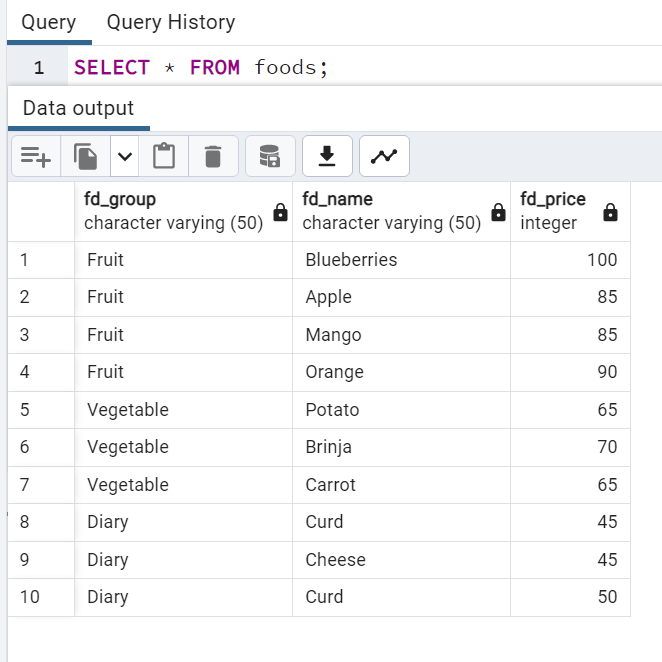 Query Query History
1 SELECT * FROM foods;
Data output
fd_group fd_name fd_price
character varying (50) character varying (50) integer
1 Fruit Blueberries 100
2 Fruit Apple 85
3 Fruit Mango 85
4 Fruit Orange 90
5 Vegetable Potato 65
6 Vegetable Brinja 70
7 Vegetable Carrot 65
8 Diary Curd 45
9 Diary Cheese 45
10 Diary Curd 50